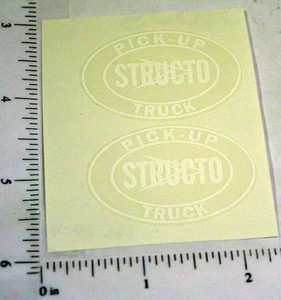 3
PICK-UP
STRUCTO
TRUCK
4
PICK-UP
STRUCTO
TRUCK
5
6
0 in
1
2